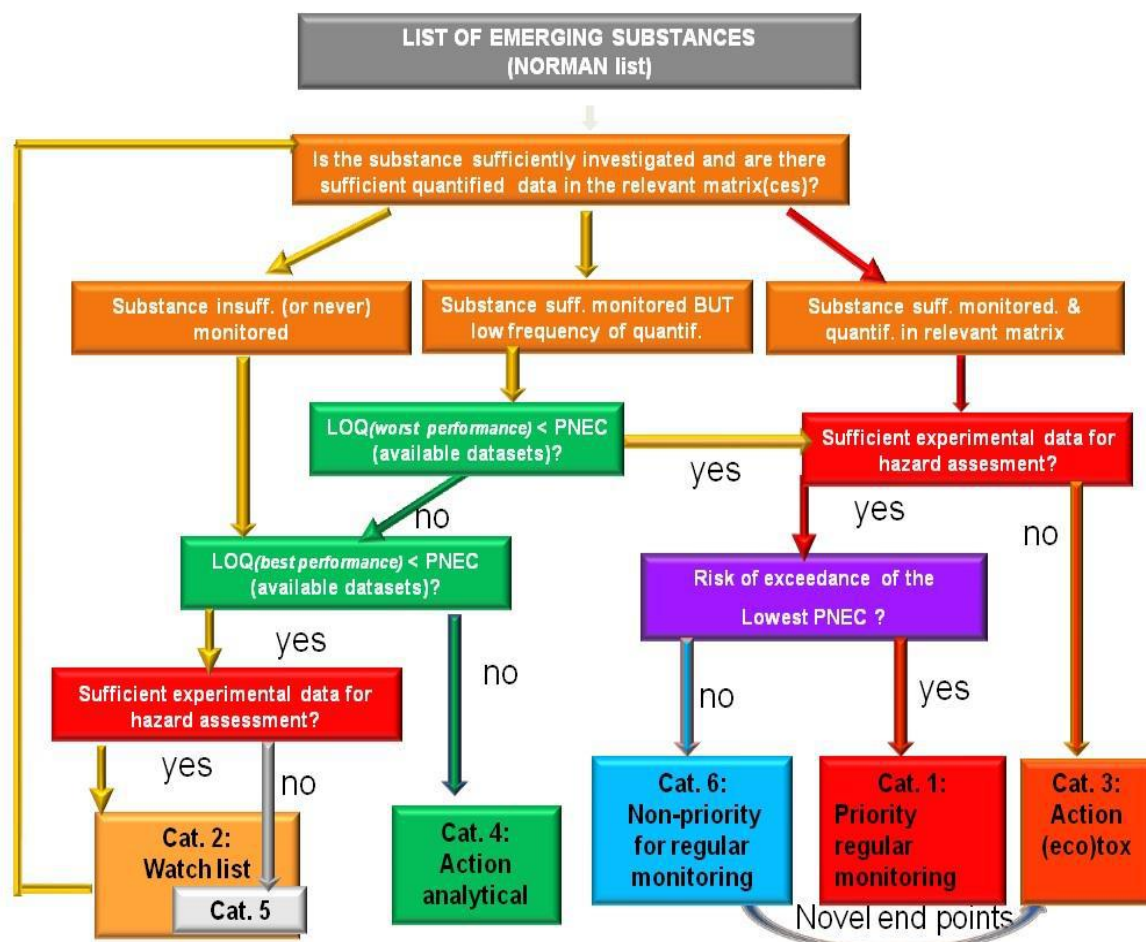 LIST OF EMERGING SUBSTANCES
(NORMAN list)
Is the substance sufficiently investigated and are there
sufficient quantified data in the relevant matrix(ces)?
Substance insuff. (or never)
monitored
Substance suff. monitored BUT
low frequency of quantif.
Substance suff. monitored. &
quantif. in relevant matrix
LOQ(worst performance) < PNEC
(available datasets)?
yes
Sufficient experimental data for
hazard assesment?
no
yes
no
LOQ(best performance) < PNEC
(available datasets)?
Risk of exceedance of the
Lowest PNEC ?
yes
no
no
yes
Sufficient experimental data for
hazard assessment?
yes
no
Cat. 2:
Watch list
Cat. 5
Cat. 4:
Action
analytical
Cat. 6:
Non-priority
for regular
monitoring
Cat. 1:
Priority
regular
monitoring
Cat. 3:
Action
(eco)tox
Novel end points